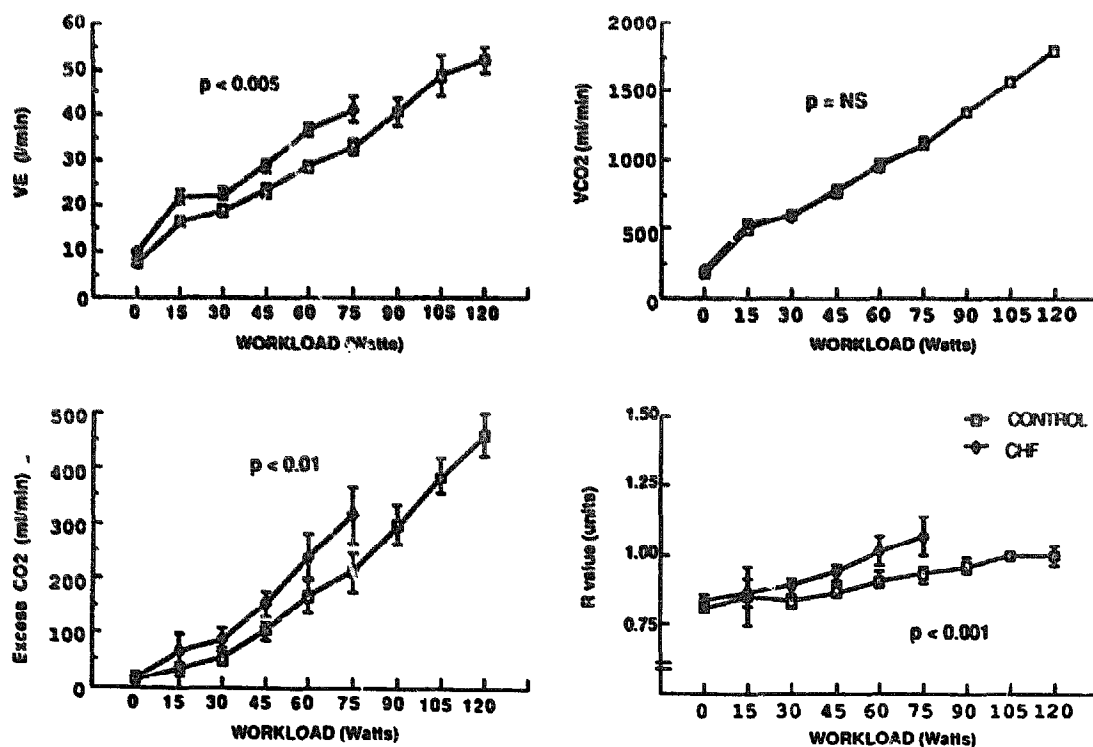 60
50
40
30
20
10
0
VE (l/min)
p < 0.005
0 15 30 45 60 75 90 105 120
WORKLOAD (Watts)
2000
1750
1000
500
0
VCO2 (ml/min)
p = NS
0 15 30 45 60 75 90 105 120
WORKLOAD (Watts)
500
400
300
200
100
0
Excess CO2 (ml/min)
p < 0.01
0 15 30 45 60 75 90 105 120
WORKLOAD (Watts)
1.50
1.25
1.00
0.75
R value (units)
CONTROL
CHF
p < 0.001
0 15 30 45 60 75 90 105 120
WORKLOAD (Watts)